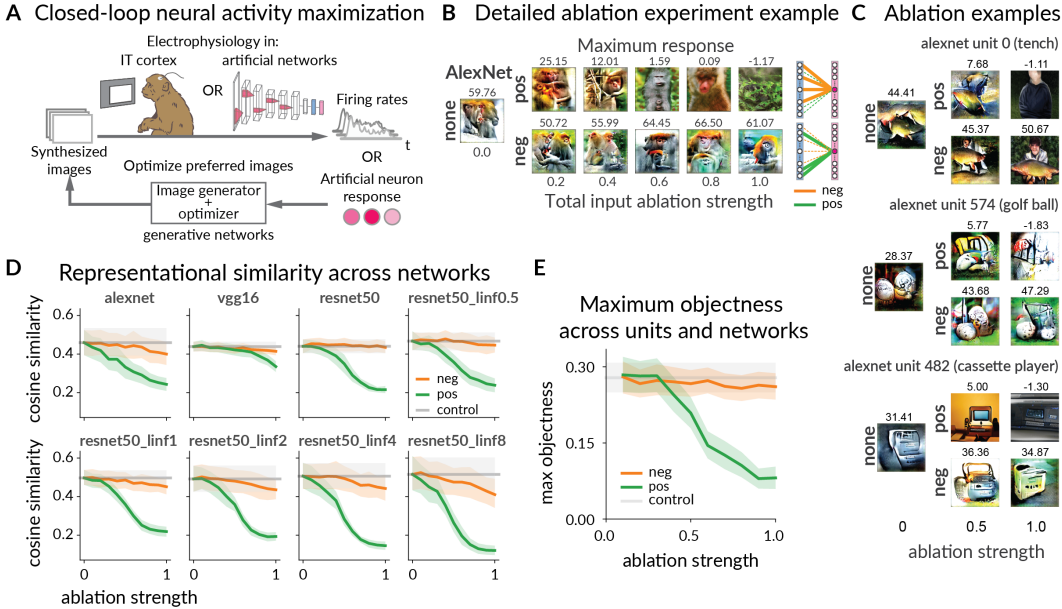 A Closed-loop neural activity maximization
Electrophysiology in:
IT cortex
artificial networks
OR
Firing rates
t
Synthesized
images
Optimize preferred images
OR
Image generator
+
optimizer
generative networks
Artificial neuron
response
B Detailed ablation experiment example
Maximum response
AlexNet
none
59.76
0.0
pos
25.15 12.01 1.59 0.09 -1.17
neg
50.72 55.99 64.45 66.50 61.07
0.2 0.4 0.6 0.8 1.0
Total input ablation strength
neg
pos
C Ablation examples
alexnet unit 0 (tench)
none
44.41
pos
7.68 -1.11
neg
45.37 50.67
alexnet unit 574 (golf ball)
none
28.37
pos
5.77 -1.83
neg
43.68 47.29
alexnet unit 482 (cassette player)
none
31.41
pos
5.00 -1.30
neg
36.36 34.87
0 0.5 1.0
ablation strength
D Representational similarity across networks
alexnet vgg16 resnet50 resnet50_linf0.5
cosine similarity
0.6
0.4
0.2
neg
pos
control
0 1 0 1 0 1 0 1
resnet50_linf1 resnet50_linf2 resnet50_linf4 resnet50_linf8
cosine similarity
0.6
0.4
0.2
0 1 0 1 0 1 0 1
ablation strength
E
Maximum objectness
across units and networks
max objectness
0.30
0.15
0.00
neg
pos
control
0.0 0.5 1.0
ablation strength